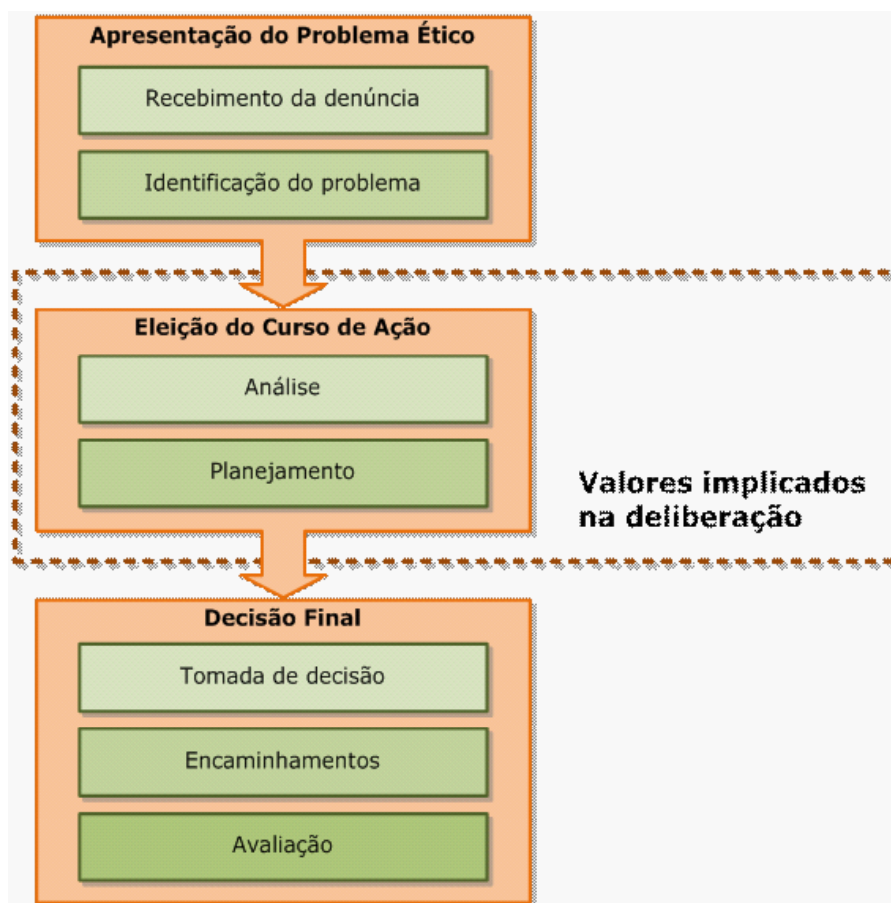 Apresentação do Problema Ético
Recebimento da denúncia
Identificação do problema
Eleição do Curso de Ação
Análise
Planejamento
Valores implicados
na deliberação
Decisão Final
Tomada de decisão
Encaminhamentos
Avaliação